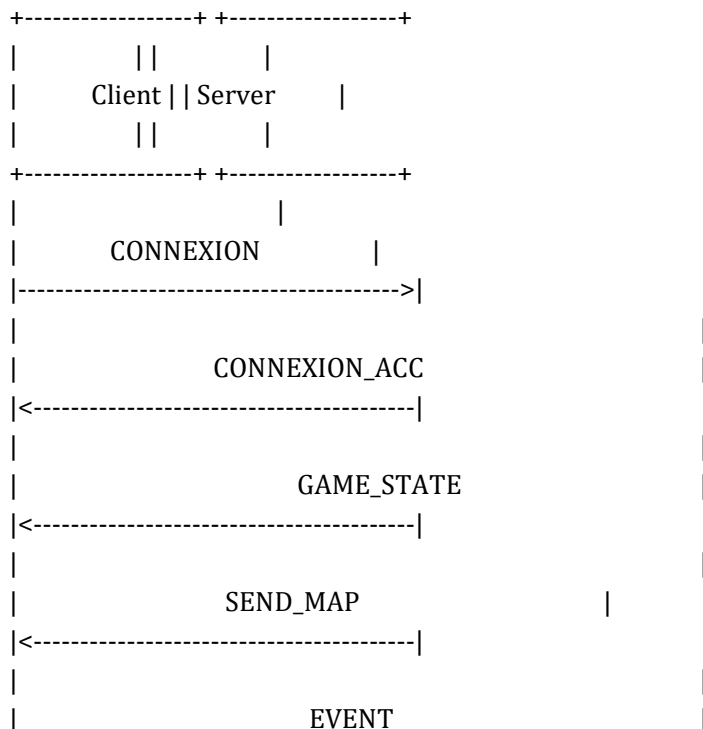 +------------------+ +------------------+
| | | |
| Client | | Server |
| | | |
+------------------+ +------------------+
| |
| CONNEXION |
|----------------------------------------->|
| |
| CONNEXION_ACC |
|<-----------------------------------------|
| |
| GAME_STATE |
|<-----------------------------------------|
| |
| SEND_MAP |
|<-----------------------------------------|
| |
| EVENT |